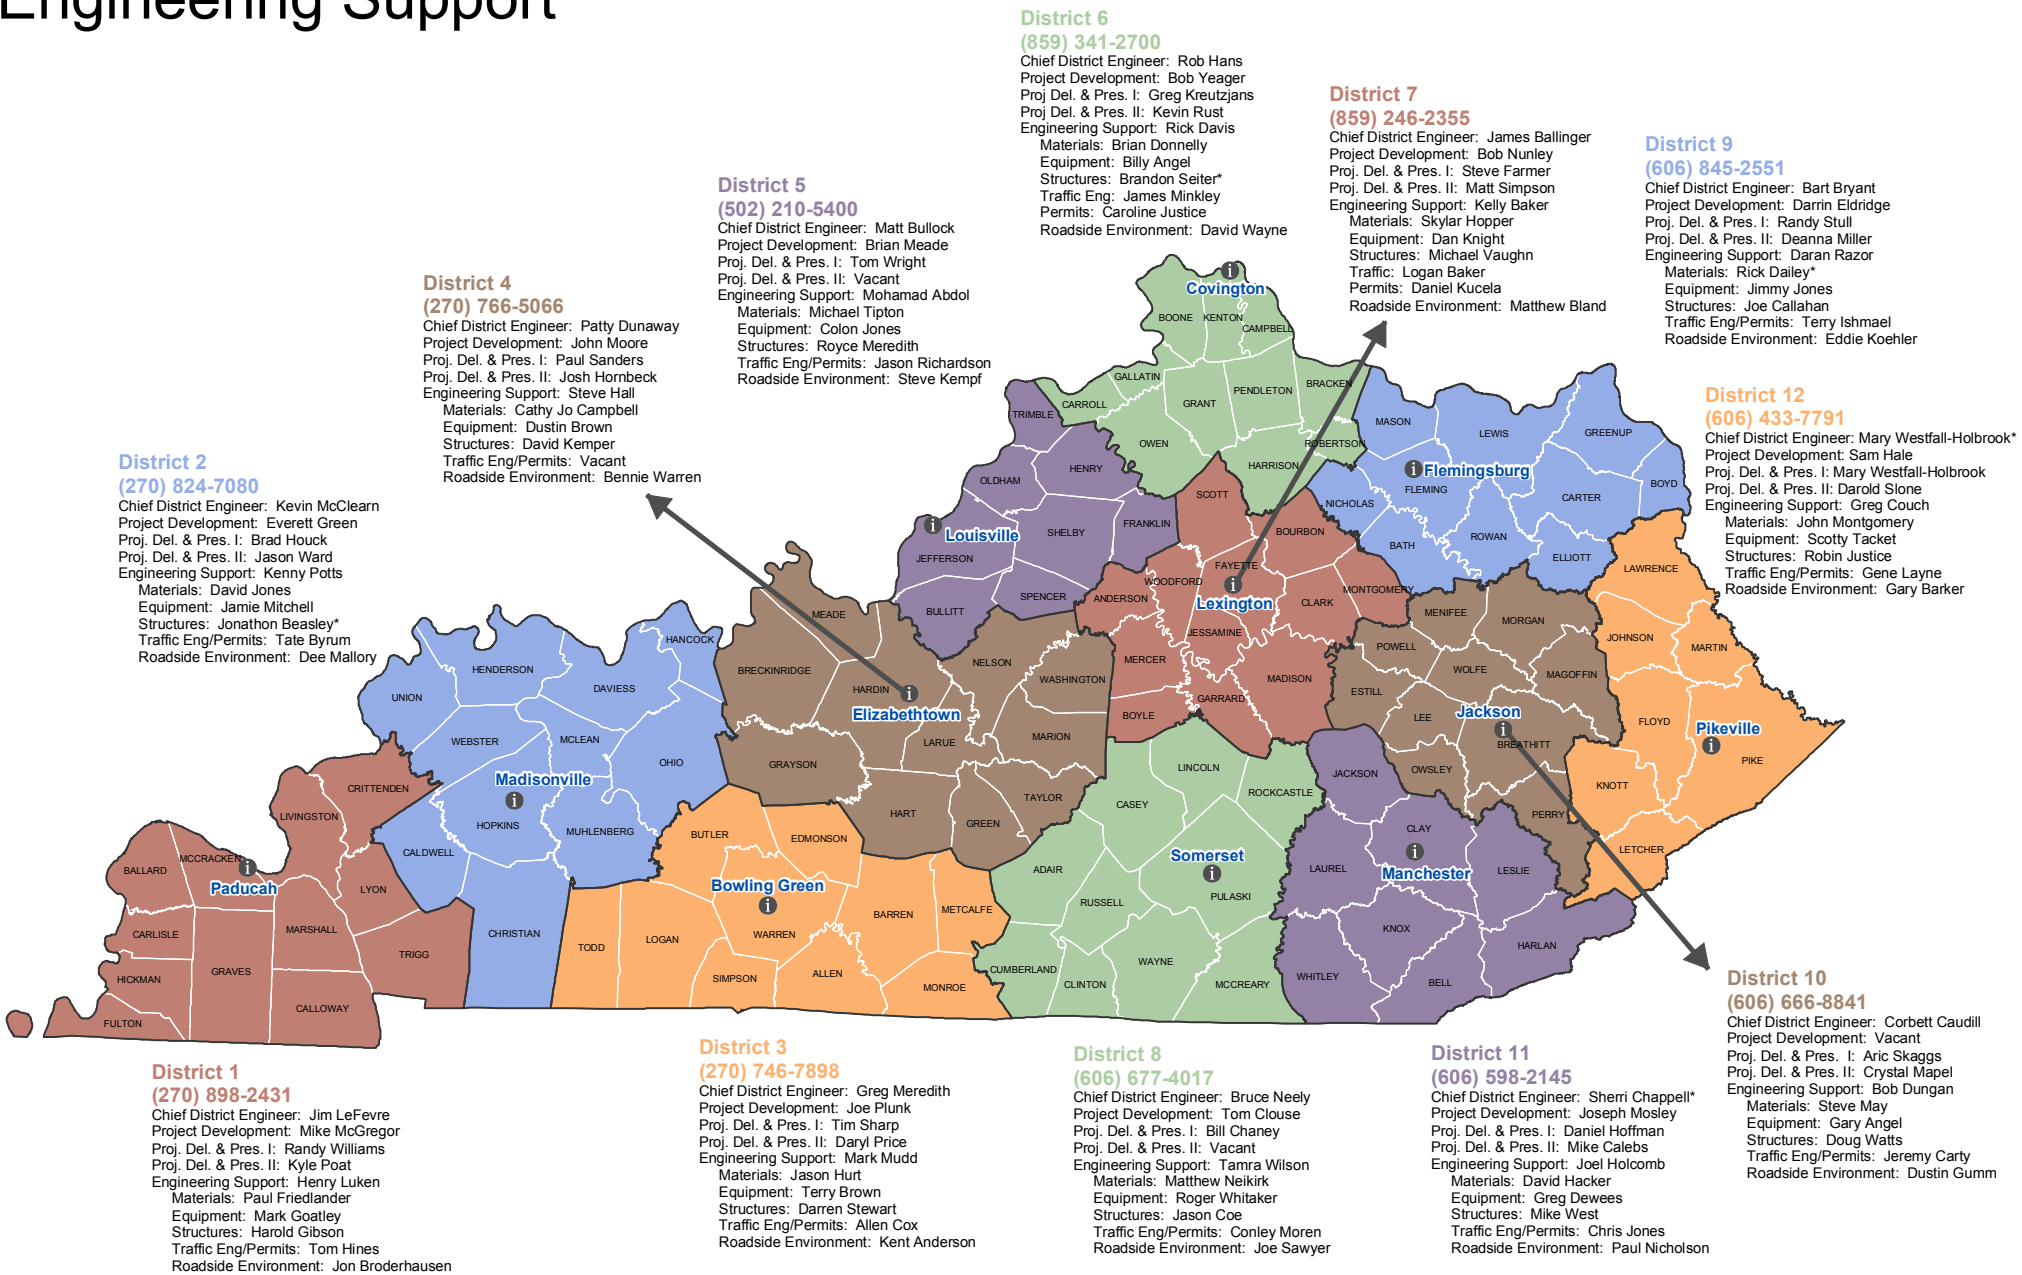 Engineering Support
District 6
(859) 341-2700
Chief District Engineer: Rob Hans
Project Development: Bob Yeager
Proj Del. & Pres. I: Greg Kreutzjans
Proj Del. & Pres. II: Kevin Rust
Engineering Support: Rick Davis
Materials: Brian Donnelly
Equipment: Billy Angel
Structures: Brandon Seiter*
Traffic Eng: James Minkley
Permits: Caroline Justice
Roadside Environment: David Wayne
District 7
(859) 246-2355
Chief District Engineer: James Ballinger
Project Development: Bob Nunley
Proj. Del. & Pres. I: Steve Farmer
Proj. Del. & Pres. II: Matt Simpson
Engineering Support: Kelly Baker
Materials: Skylar Hopper
Equipment: Dan Knight
Structures: Michael Vaughn
Traffic: Logan Baker
Permits: Daniel Kucela
Roadside Environment: Matthew Bland
District 9
(606) 845-2551
Chief District Engineer: Bart Bryant
Project Development: Darrin Eldridge
Proj. Del. & Pres. I: Randy Stull
Proj. Del. & Pres. II: Deanna Miller
Engineering Support: Daran Razor
Materials: Rick Dailey*
Equipment: Jimmy Jones
Structures: Joe Callahan
Traffic Eng/Permits: Terry Ishmael
Roadside Environment: Eddie Koehler
District 5
(502) 210-5400
Chief District Engineer: Matt Bullock
Project Development: Brian Meade
Proj. Del. & Pres. I: Tom Wright
Proj. Del. & Pres. II: Vacant
Engineering Support: Mohamad Abdol
Materials: Michael Tipton
Equipment: Colon Jones
Structures: Royce Meredith
Traffic Eng/Permits: Jason Richardson
Roadside Environment: Steve Kempf
District 4
(270) 766-5066
Chief District Engineer: Patty Dunaway
Project Development: John Moore
Proj. Del. & Pres. I: Paul Sanders
Proj. Del. & Pres. II: Josh Hornbeck
Engineering Support: Steve Hall
Materials: Cathy Jo Campbell
Equipment: Dustin Brown
Structures: David Kemper
Traffic Eng/Permits: Vacant
Roadside Environment: Bennie Warren
District 12
(606) 433-7791
Chief District Engineer: Mary Westfall-Holbrook*
Project Development: Sam Hale
Proj. Del. & Pres. I: Mary Westfall-Holbrook
Proj. Del. & Pres. II: Darold Slone
Engineering Support: Greg Couch
Materials: John Montgomery
Equipment: Scotty Tacket
Structures: Robin Justice
Traffic Eng/Permits: Gene Layne
Roadside Environment: Gary Barker
District 2
(270) 824-7080
Chief District Engineer: Kevin McClearn
Project Development: Everett Green
Proj. Del. & Pres. I: Brad Houck
Proj. Del. & Pres. II: Jason Ward
Engineering Support: Kenny Potts
Materials: David Jones
Equipment: Jamie Mitchell
Structures: Jonathon Beasley*
Traffic Eng/Permits: Tate Byrum
Roadside Environment: Dee Mallory
Covington
BOONE
KENTON
CAMPBELL
GALLATIN
CARROLL
GRANT
PENDLETON
BRACKEN
OWEN
HARRISON
ROBERTSON
TRIMBLE
HENRY
OLDHAM
SHELBY
FRANKLIN
Louisville
JEFFERSON
BULLITT
SPENCER
MASON
LEWIS
GREENUP
Flemingsburg
FLEMING
NICHOLAS
CARTER
BOYD
BATH
ROWAN
ELLIOTT
SCOTT
BOURBON
FAYETTE
WOODFORD
Lexington
ANDERSON
CLARK
MONTGOMERY
JESSAMINE
MERCER
MADISON
GARRARD
BOYLE
LAWRENCE
JOHNSON
MARTIN
FLOYD
Pikeville
PIKE
KNOTT
LETCHER
MENIFEE
MORGAN
POWELL
WOLFE
MAGOFFIN
ESTILL
LEE
Jackson
BREATHITT
OWSLEY
PERRY
MEADE
BRECKINRIDGE
HARDIN
Elizabethtown
NELSON
WASHINGTON
LARUE
MARION
GRAYSON
HART
GREEN
TAYLOR
HANCOCK
HENDERSON
UNION
DAVIESS
WEBSTER
MCLEAN
OHIO
Madisonville
HOPKINS
MUHLENBERG
CALDWELL
CHRISTIAN
CRITTENDEN
LIVINGSTON
BALLARD
MCCRACKEN
Paducah
LYON
CARLISLE
MARSHALL
TRIGG
HICKMAN
GRAVES
CALLOWAY
FULTON
BUTLER
EDMONSON
Bowling Green
WARREN
BARREN
METCALFE
TODD
LOGAN
SIMPSON
ALLEN
MONROE
LINCOLN
CASEY
ROCKCASTLE
Somerset
PULASKI
ADAIR
RUSSELL
CUMBERLAND
CLINTON
WAYNE
MCCREARY
JACKSON
CLAY
Manchester
LAUREL
LESLIE
KNOX
HARLAN
WHITLEY
BELL
District 10
(606) 666-8841
Chief District Engineer: Corbett Caudill
Project Development: Vacant
Proj. Del. & Pres. I: Aric Skaggs
Proj. Del. & Pres. II: Crystal Mapel
Engineering Support: Bob Dungan
Materials: Steve May
Equipment: Gary Angel
Structures: Doug Watts
Traffic Eng/Permits: Jeremy Carty
Roadside Environment: Dustin Gumm
District 1
(270) 898-2431
Chief District Engineer: Jim LeFevre
Project Development: Mike McGregor
Proj. Del. & Pres. I: Randy Williams
Proj. Del. & Pres. II: Kyle Poat
Engineering Support: Henry Luken
Materials: Paul Friedlander
Equipment: Mark Goatley
Structures: Harold Gibson
Traffic Eng/Permits: Tom Hines
Roadside Environment: Jon Broderhausen
District 3
(270) 746-7898
Chief District Engineer: Greg Meredith
Project Development: Joe Plunk
Proj. Del. & Pres. I: Tim Sharp
Proj. Del. & Pres. II: Daryl Price
Engineering Support: Mark Mudd
Materials: Jason Hurt
Equipment: Terry Brown
Structures: Darren Stewart
Traffic Eng/Permits: Allen Cox
Roadside Environment: Kent Anderson
District 8
(606) 677-4017
Chief District Engineer: Bruce Neely
Project Development: Tom Clouse
Proj. Del. & Pres. I: Bill Chaney
Proj. Del. & Pres. II: Vacant
Engineering Support: Tamra Wilson
Materials: Matthew Neikirk
Equipment: Roger Whitaker
Structures: Jason Coe
Traffic Eng/Permits: Conley Moren
Roadside Environment: Joe Sawyer
District 11
(606) 598-2145
Chief District Engineer: Sherri Chappell*
Project Development: Joseph Mosley
Proj. Del. & Pres. I: Daniel Hoffman
Proj. Del. & Pres. II: Mike Calebs
Engineering Support: Joel Holcomb
Materials: David Hacker
Equipment: Greg Dewees
Structures: Mike West
Traffic Eng/Permits: Chris Jones
Roadside Environment: Paul Nicholson